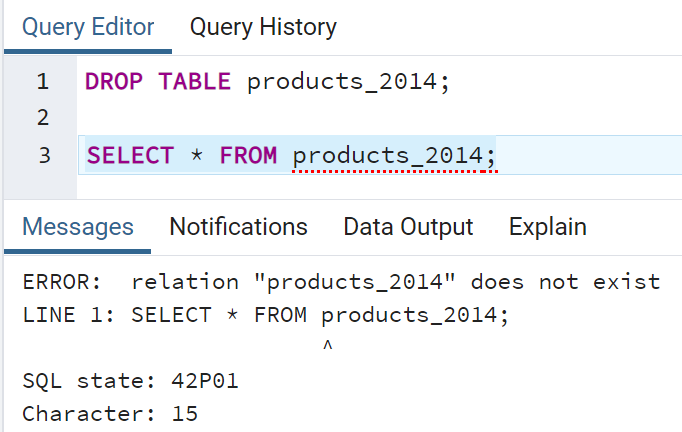 Query Editor Query History
1 DROP TABLE products_2014;
2
3 SELECT * FROM products_2014;
Messages Notifications Data Output Explain
ERROR:  relation "products_2014" does not exist
LINE 1: SELECT * FROM products_2014;
^
SQL state: 42P01
Character: 15